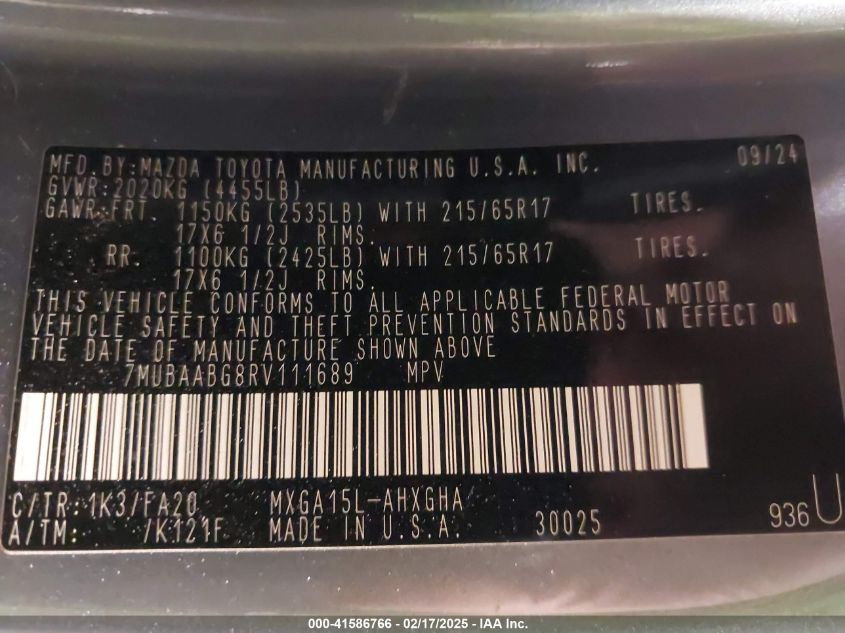 MFD. BY: MAZDA TOYOTA MANUFACTURING U.S.A. INC. 09/24
GVWR: 2020KG (4455LB)
GAWR: FRT 1150KG (2535LB) WITH 215/65R17 TIRES.
17X6 1/2J RIMS.
RR. 1100KG (2425LB) WITH 215/65R17 TIRES.
17X6 1/2J RIMS.
THIS VEHICLE CONFORMS TO ALL APPLICABLE FEDERAL MOTOR
VEHICLE SAFETY AND THEFT PREVENTION STANDARDS IN EFFECT ON
THE DATE OF MANUFACTURE SHOWN ABOVE
7MUBAABG8RV111689 MPV
C/TR: 1K3/FA20 MXGA15L-AHXGHA
A/TM: /K121F MADE IN U.S.A. 30025 936 U
000-41586766 - 02/17/2025 - IAA Inc.